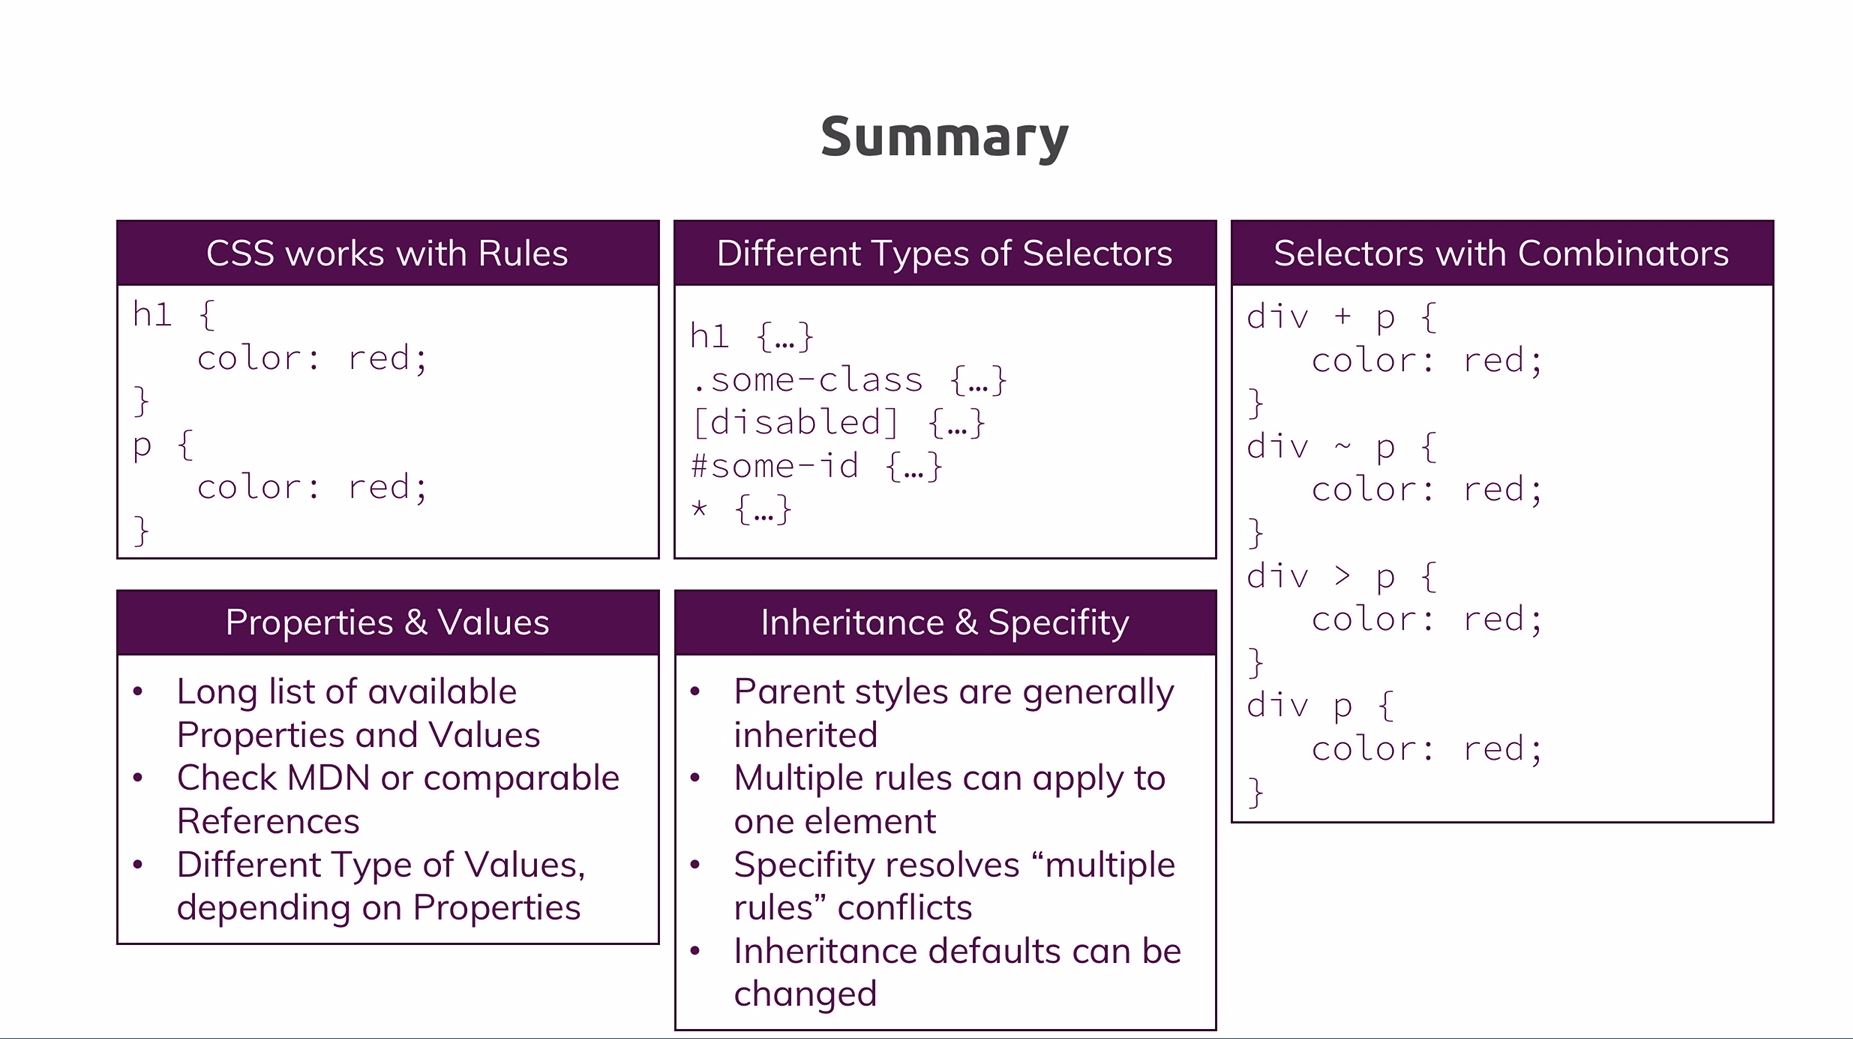 Summary
CSS works with Rules
h1 {
   color: red;
}
p {
   color: red;
}
Different Types of Selectors
h1 {…}
.some-class {…}
[disabled] {…}
#some-id {…}
* {…}
Selectors with Combinators
div + p {
   color: red;
}
div ~ p {
   color: red;
}
div > p {
   color: red;
}
div p {
   color: red;
}
Properties & Values
• Long list of available
Properties and Values
• Check MDN or comparable
References
• Different Type of Values,
depending on Properties
Inheritance & Specifity
• Parent styles are generally
inherited
• Multiple rules can apply to
one element
• Specifity resolves “multiple
rules” conflicts
• Inheritance defaults can be
changed